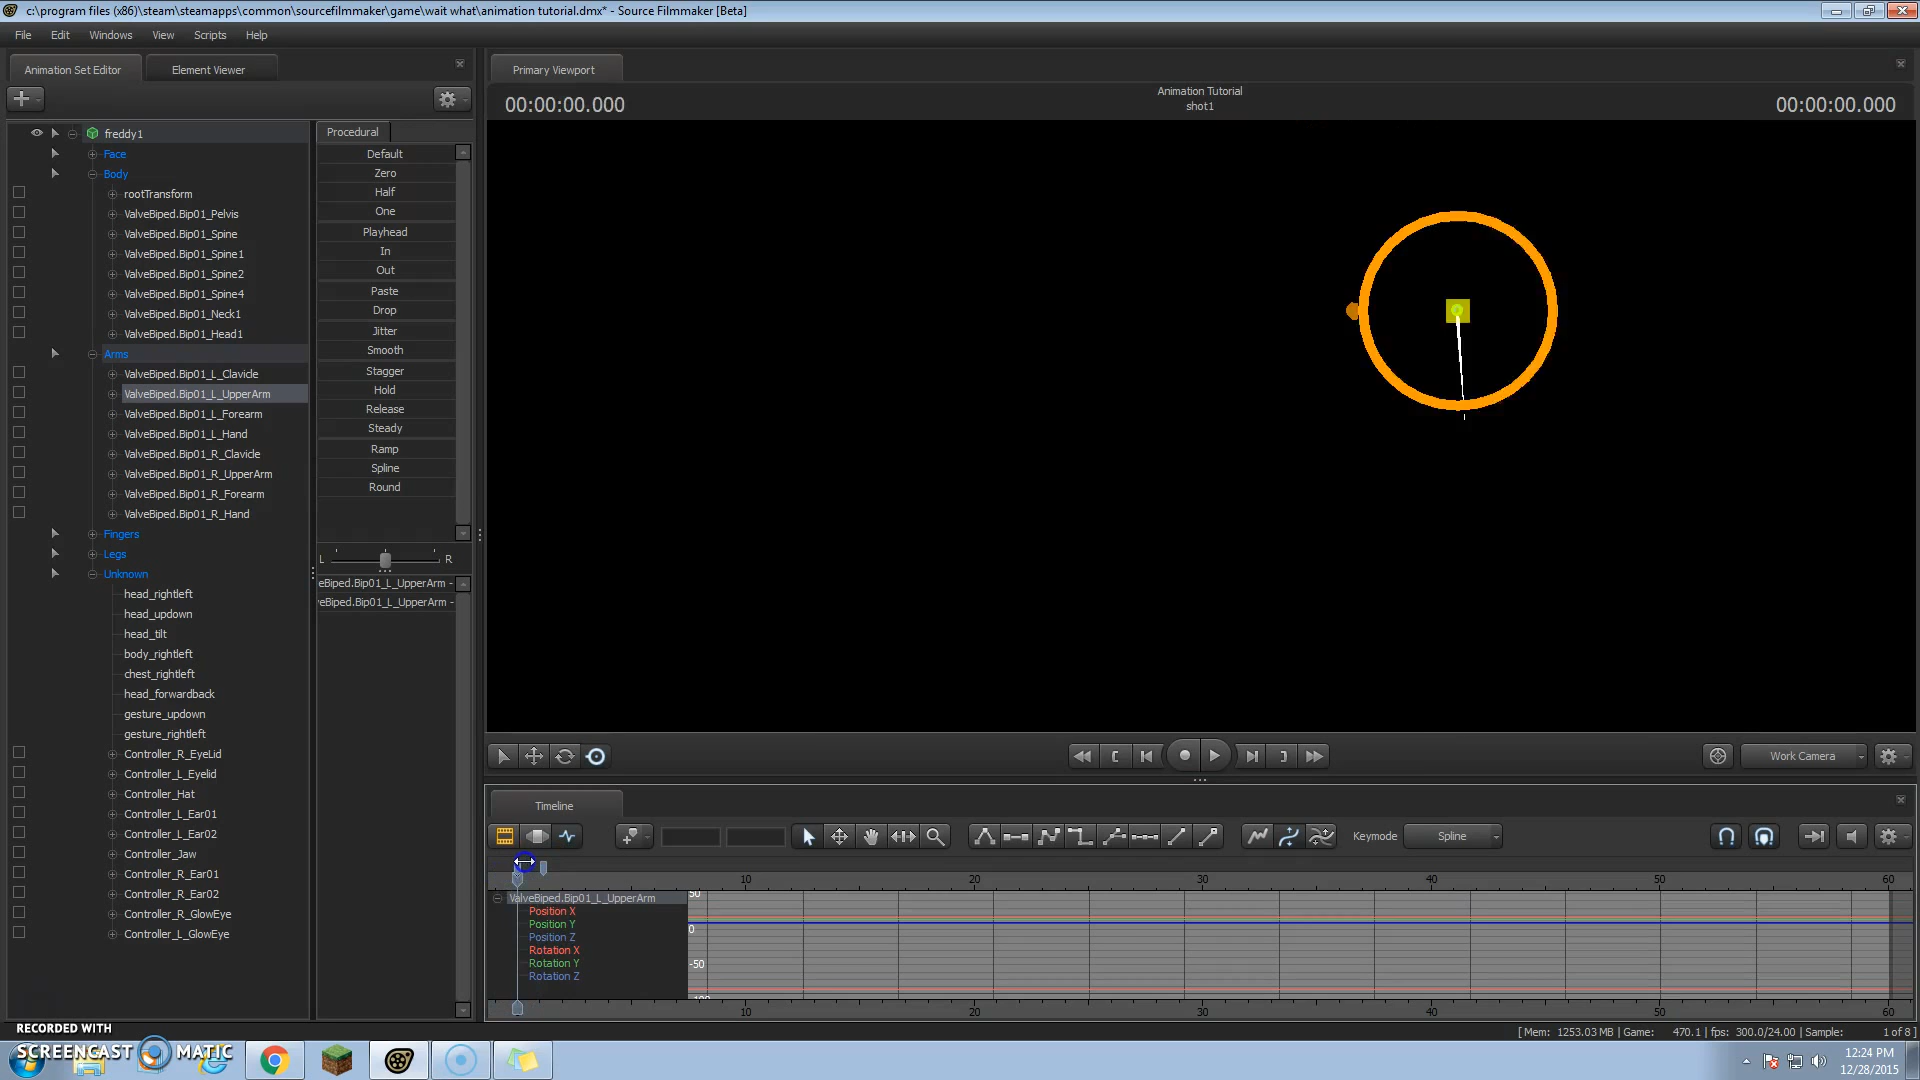 c:\program files (x86)\steam\steamapps\common\sourcefilmmaker\game\wait what\animation tutorial.dmx* - Source Filmmaker [Beta]
File Edit Windows View Scripts Help
Animation Set Editor Element Viewer
Primary Viewport
00:00:00.000
Animation Tutorial
shot1
00:00:00.000
freddy1
Face
Body
rootTransform
ValveBiped.Bip01_Pelvis
ValveBiped.Bip01_Spine
ValveBiped.Bip01_Spine1
ValveBiped.Bip01_Spine2
ValveBiped.Bip01_Spine4
ValveBiped.Bip01_Neck1
ValveBiped.Bip01_Head1
Arms
ValveBiped.Bip01_L_Clavicle
ValveBiped.Bip01_L_UpperArm
ValveBiped.Bip01_L_Forearm
ValveBiped.Bip01_L_Hand
ValveBiped.Bip01_R_Clavicle
ValveBiped.Bip01_R_UpperArm
ValveBiped.Bip01_R_Forearm
ValveBiped.Bip01_R_Hand
Fingers
Legs
Unknown
head_rightleft
head_updown
head_tilt
body_rightleft
chest_rightleft
head_forwardback
gesture_updown
gesture_rightleft
Controller_R_EyeLid
Controller_L_Eyelid
Controller_Hat
Controller_L_Ear01
Controller_L_Ear02
Controller_Jaw
Controller_R_Ear01
Controller_R_Ear02
Controller_R_GlowEye
Controller_L_GlowEye
Procedural
Default
Zero
Half
One
Playhead
In
Out
Paste
Drop
Jitter
Smooth
Stagger
Hold
Release
Steady
Ramp
Spline
Round
L R
eBiped.Bip01_L_UpperArm -
veBiped.Bip01_L_UpperArm -
Work Camera
Timeline
Keymode Spline
10 20 30 40 50 60
ValveBiped.Bip01_L_UpperArm
Position X
Position Y
Position Z
Rotation X
Rotation Y
Rotation Z
50
0
-50
-100
10 20 30 40 50 60
[ Mem: 1253.03 MB | Game: 470.1 | fps: 300.0/24.00 | Sample: 1 of 8 ]
RECORDED WITH
SCREENCAST MATIC
12:24 PM
12/28/2015